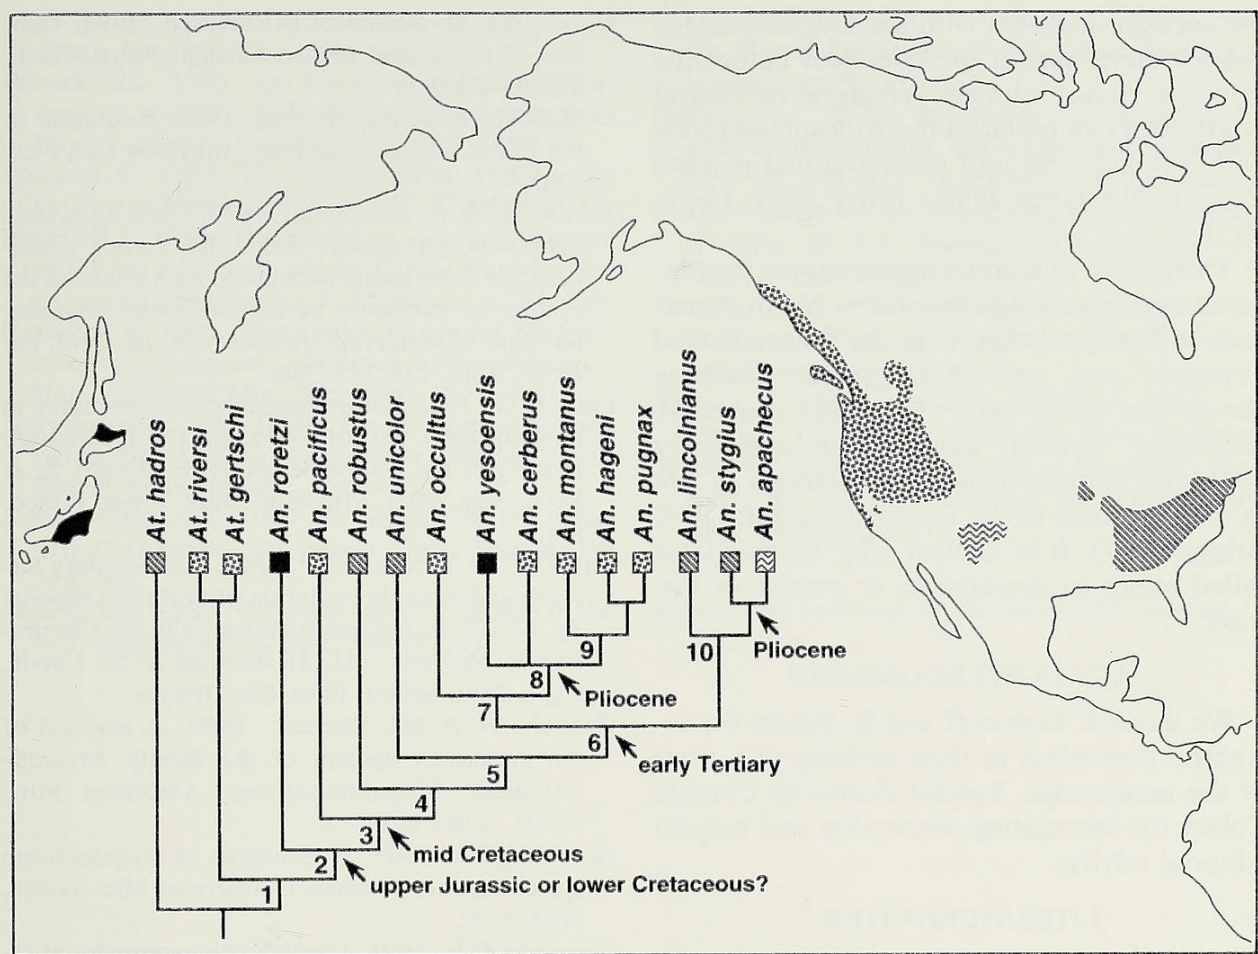 At. hadros
At. riversi
At. gertschi
An. roretzi
An. pacificus
An. robustus
An. unicolor
An. occultus
An. yesoensis
An. cerberus
An. montanus
An. hageni
An. pugnax
An. lincolnianus
An. stygius
An. apachecus
9
10
Pliocene
8
Pliocene
7
6
early Tertiary
5
4
3
mid Cretaceous
2
upper Jurassic or lower Cretaceous?
1